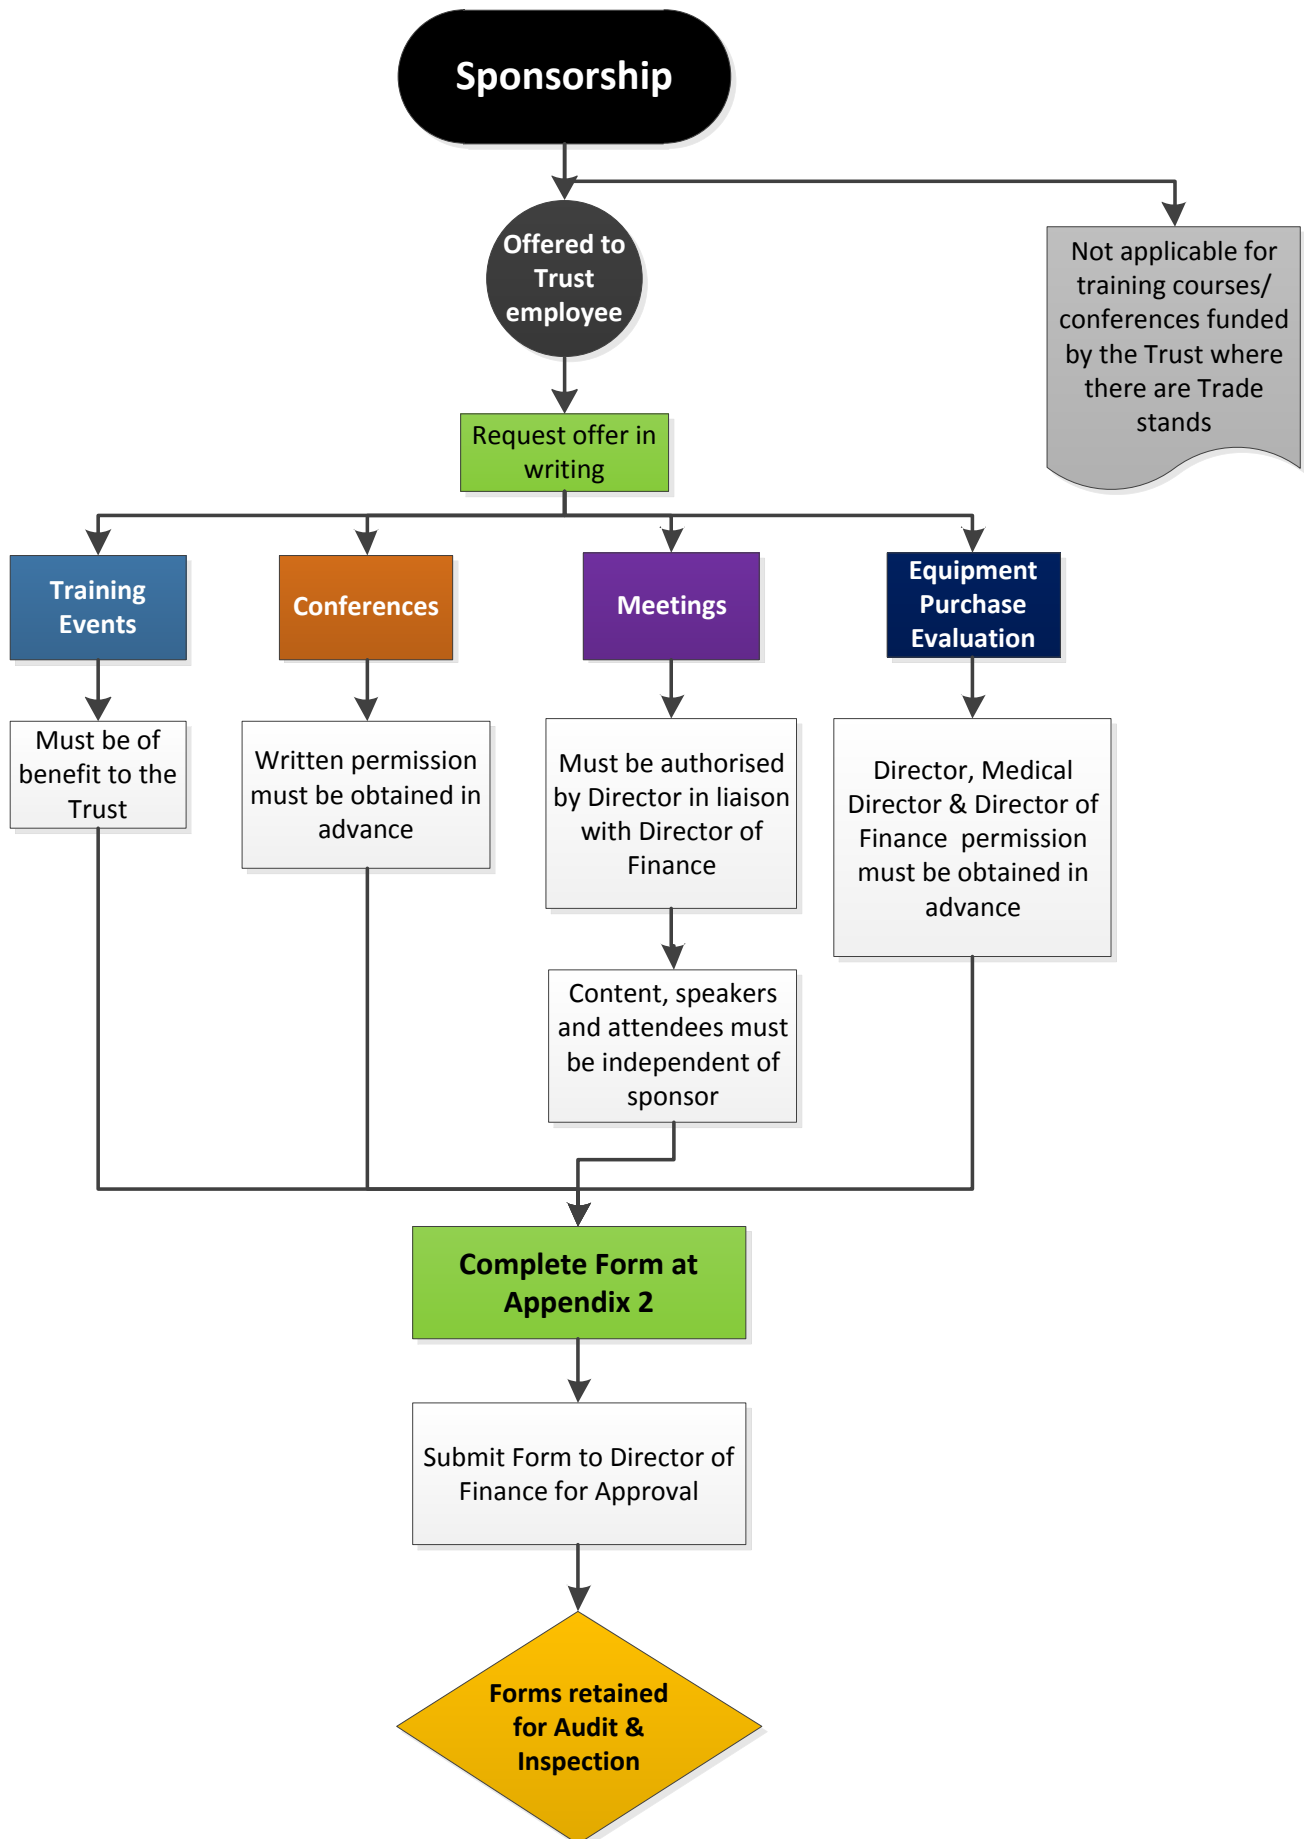 Sponsorship
Offered to
Trust
employee
Not applicable for
training courses/
conferences funded
by the Trust where
there are Trade
stands
Request offer in
writing
Training
Events
Conferences
Meetings
Equipment
Purchase
Evaluation
Must be of
benefit to the
Trust
Written permission
must be obtained in
advance
Must be authorised
by Director in liaison
with Director of
Finance
Director, Medical
Director & Director of
Finance permission
must be obtained in
advance
Content, speakers
and attendees must
be independent of
sponsor
Complete Form at
Appendix 2
Submit Form to Director of
Finance for Approval
Forms retained
for Audit &
Inspection